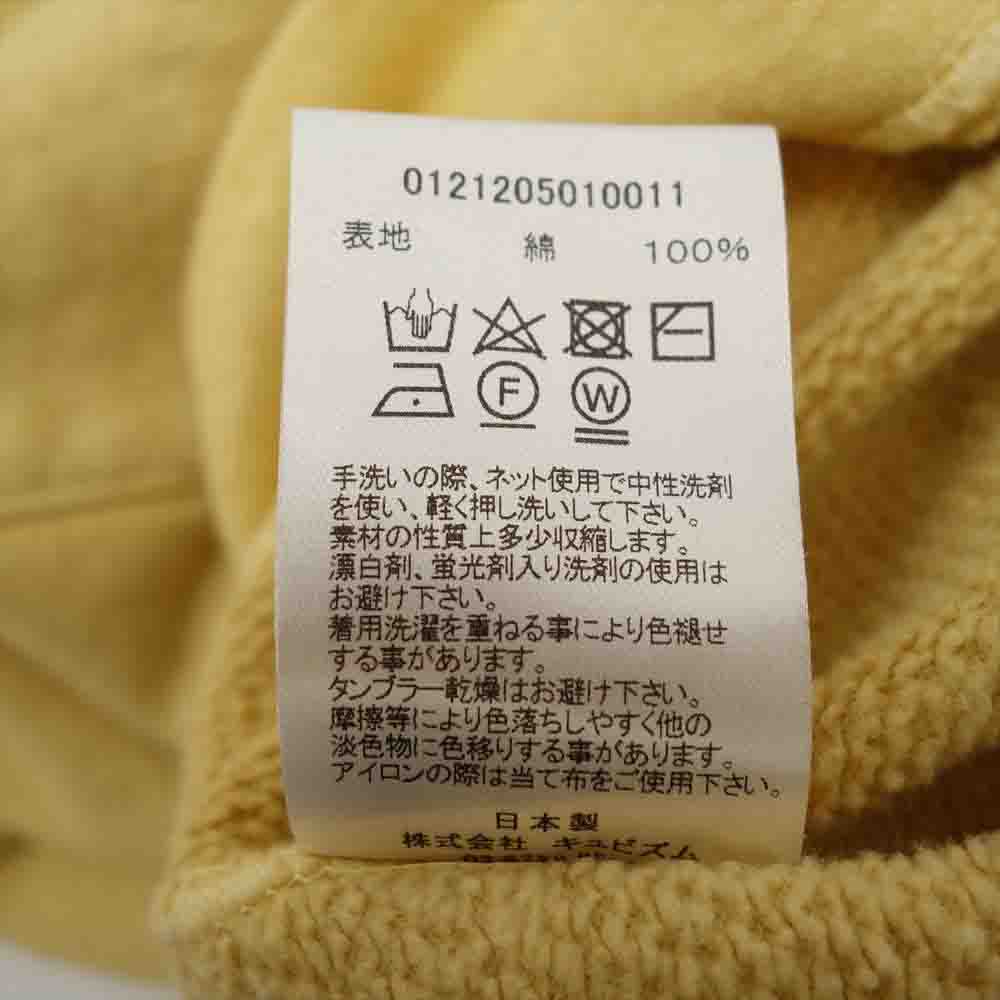 0121205010011
表地 綿 100%
F W
手洗いの際、ネット使用で中性洗剤
を使い、軽く押し洗いして下さい。
素材の性質上多少収縮します。
漂白剤、蛍光剤入り洗剤の使用は
お避け下さい。
着用洗濯を重ねる事により色褪せ
する事があります。
タンブラー乾燥はお避け下さい。
摩擦等により色落ちしやすく他の
淡色物に色移りする事があります。
アイロンの際は当て布をご使用下さい。
日本製
株式会社 キュビズム